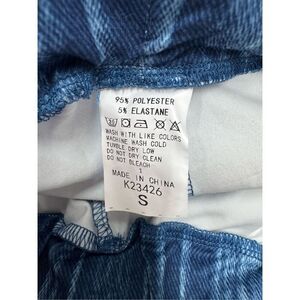 95% POLYESTER
5% ELASTANE
WASH WITH LIKE COLORS
MACHINE WASH COLD
TUMBLE DRY LOW
DO NOT DRY CLEAN
DO NOT BLEACH
1
MADE IN CHINA
K23426
S